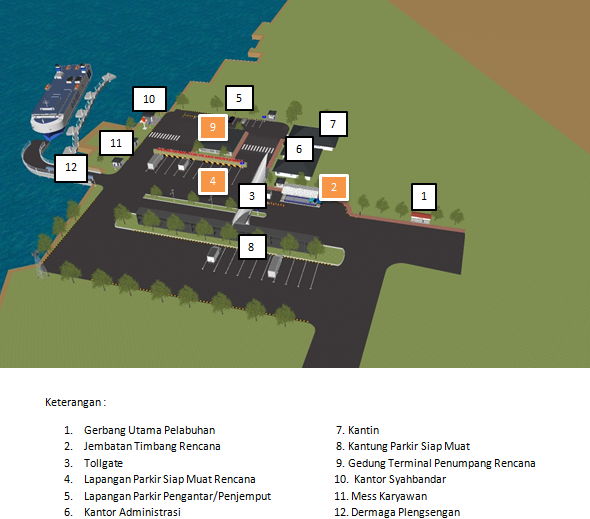 10
5
9
7
11
6
12
4
2
3
1
8
Keterangan :
1. Gerbang Utama Pelabuhan
2. Jembatan Timbang Rencana
3. Tollgate
4. Lapangan Parkir Siap Muat Rencana
5. Lapangan Parkir Pengantar/Penjemput
6. Kantor Administrasi
7. Kantin
8. Kantung Parkir Siap Muat
9. Gedung Terminal Penumpang Rencana
10. Kantor Syahbandar
11. Mess Karyawan
12. Dermaga Plengsengan